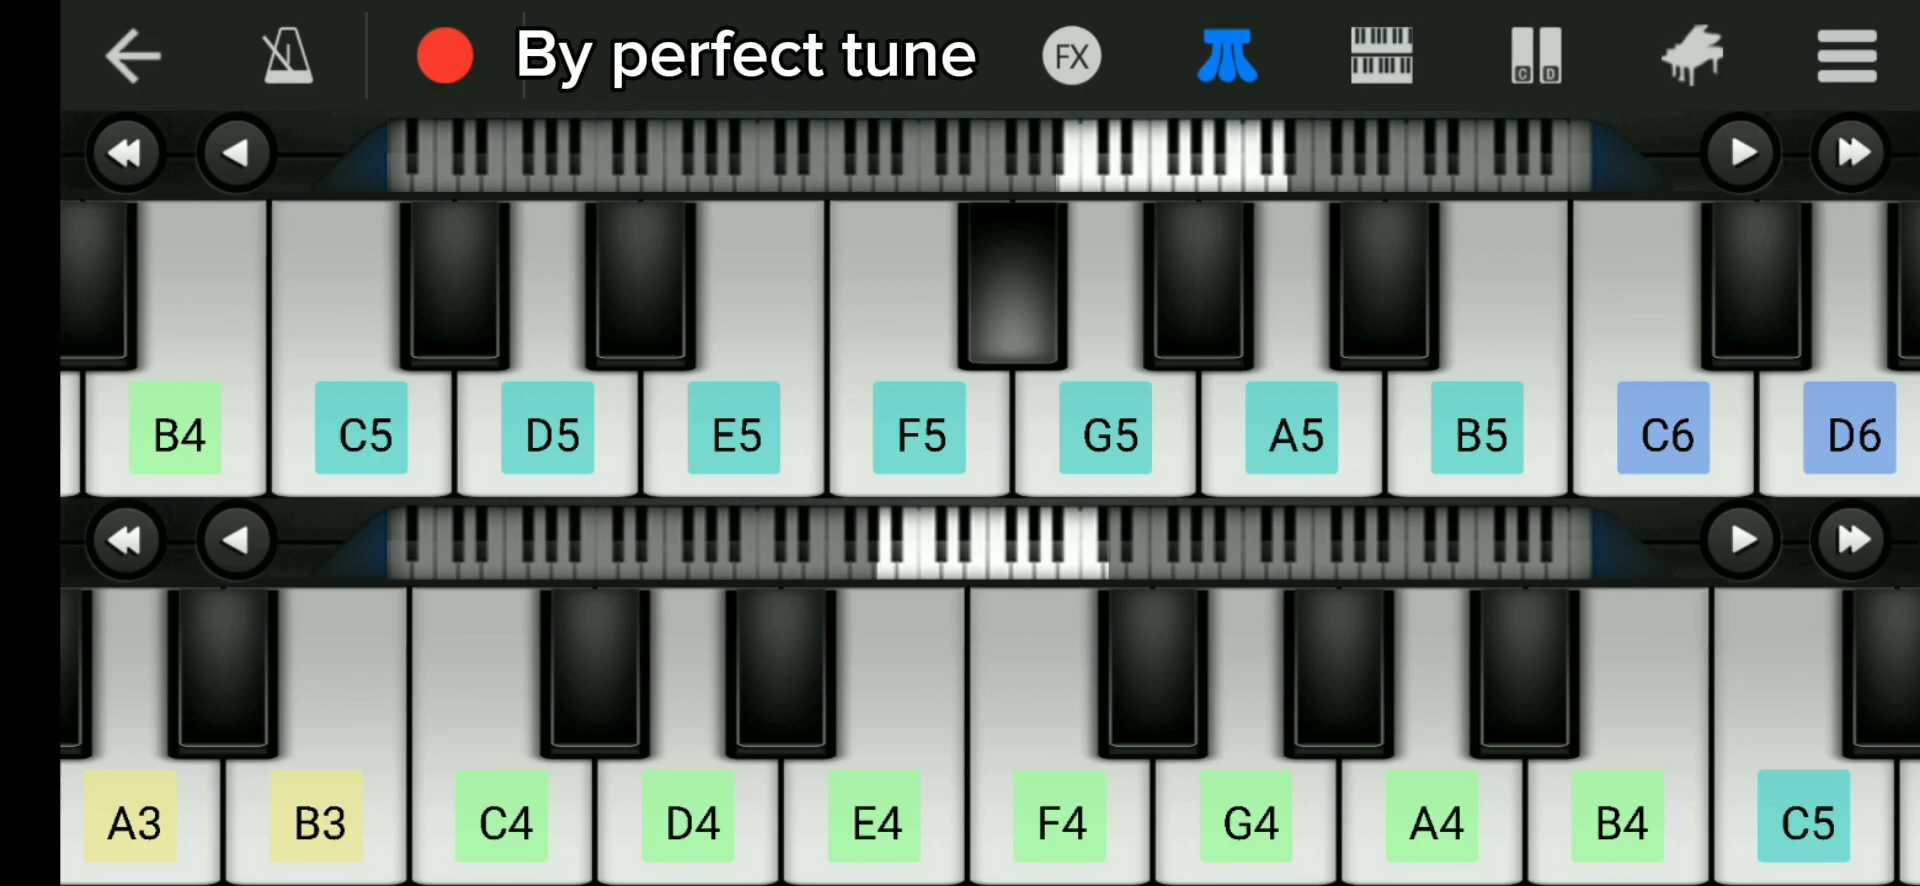 By perfect tune
FX
C D
B4 C5 D5 E5 F5 G5 A5 B5 C6 D6
A3 B3 C4 D4 E4 F4 G4 A4 B4 C5